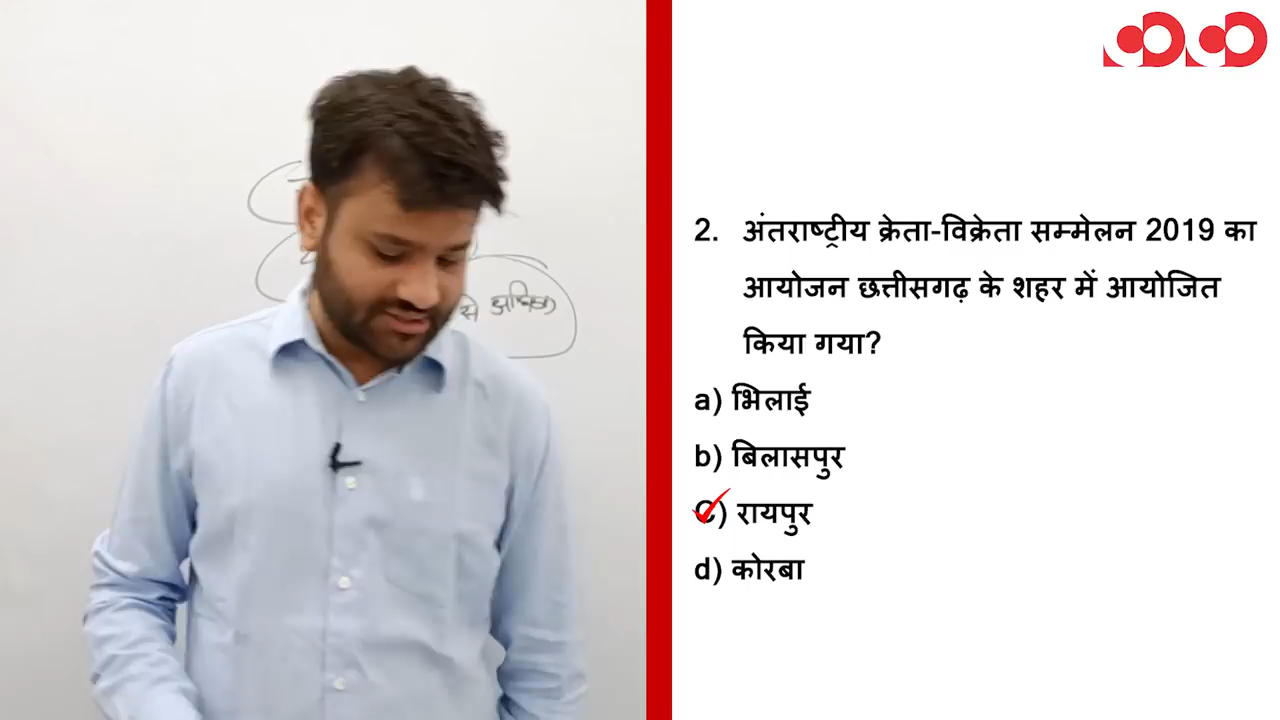 से अधिक
2. अंतराष्ट्रीय क्रेता-विक्रेता सम्मेलन 2019 का
आयोजन छत्तीसगढ़ के शहर में आयोजित
किया गया?
a) भिलाई
b) बिलासपुर
C) रायपुर
d) कोरबा